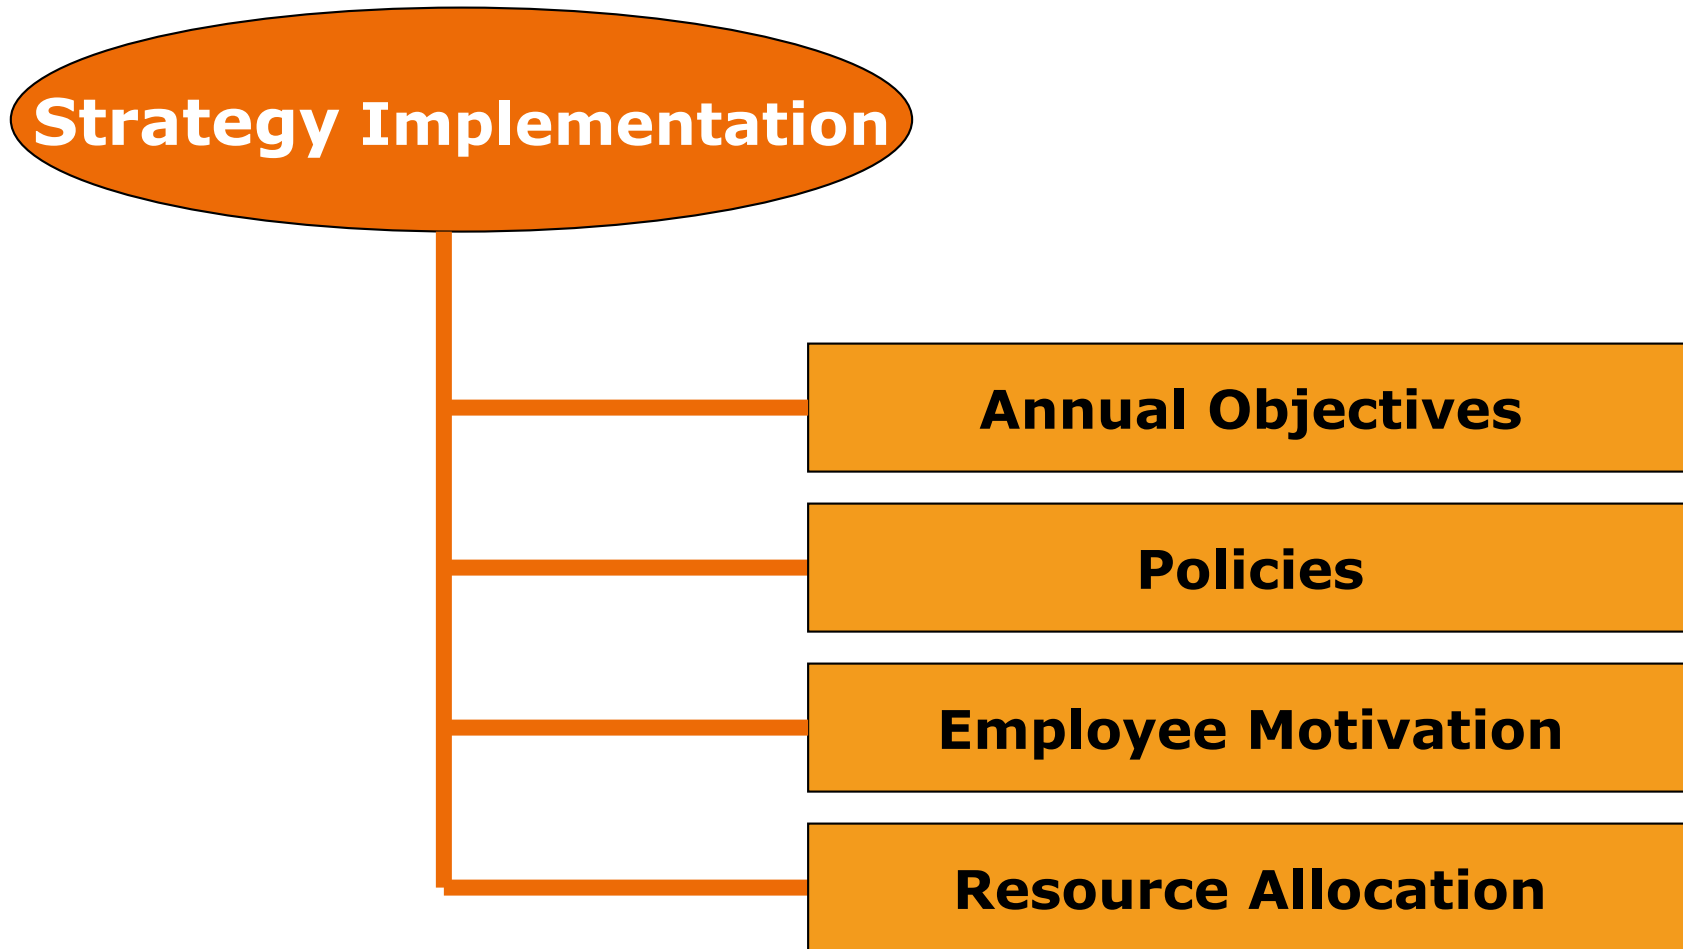 Strategy Implementation
Annual Objectives
Policies
Employee Motivation
Resource Allocation